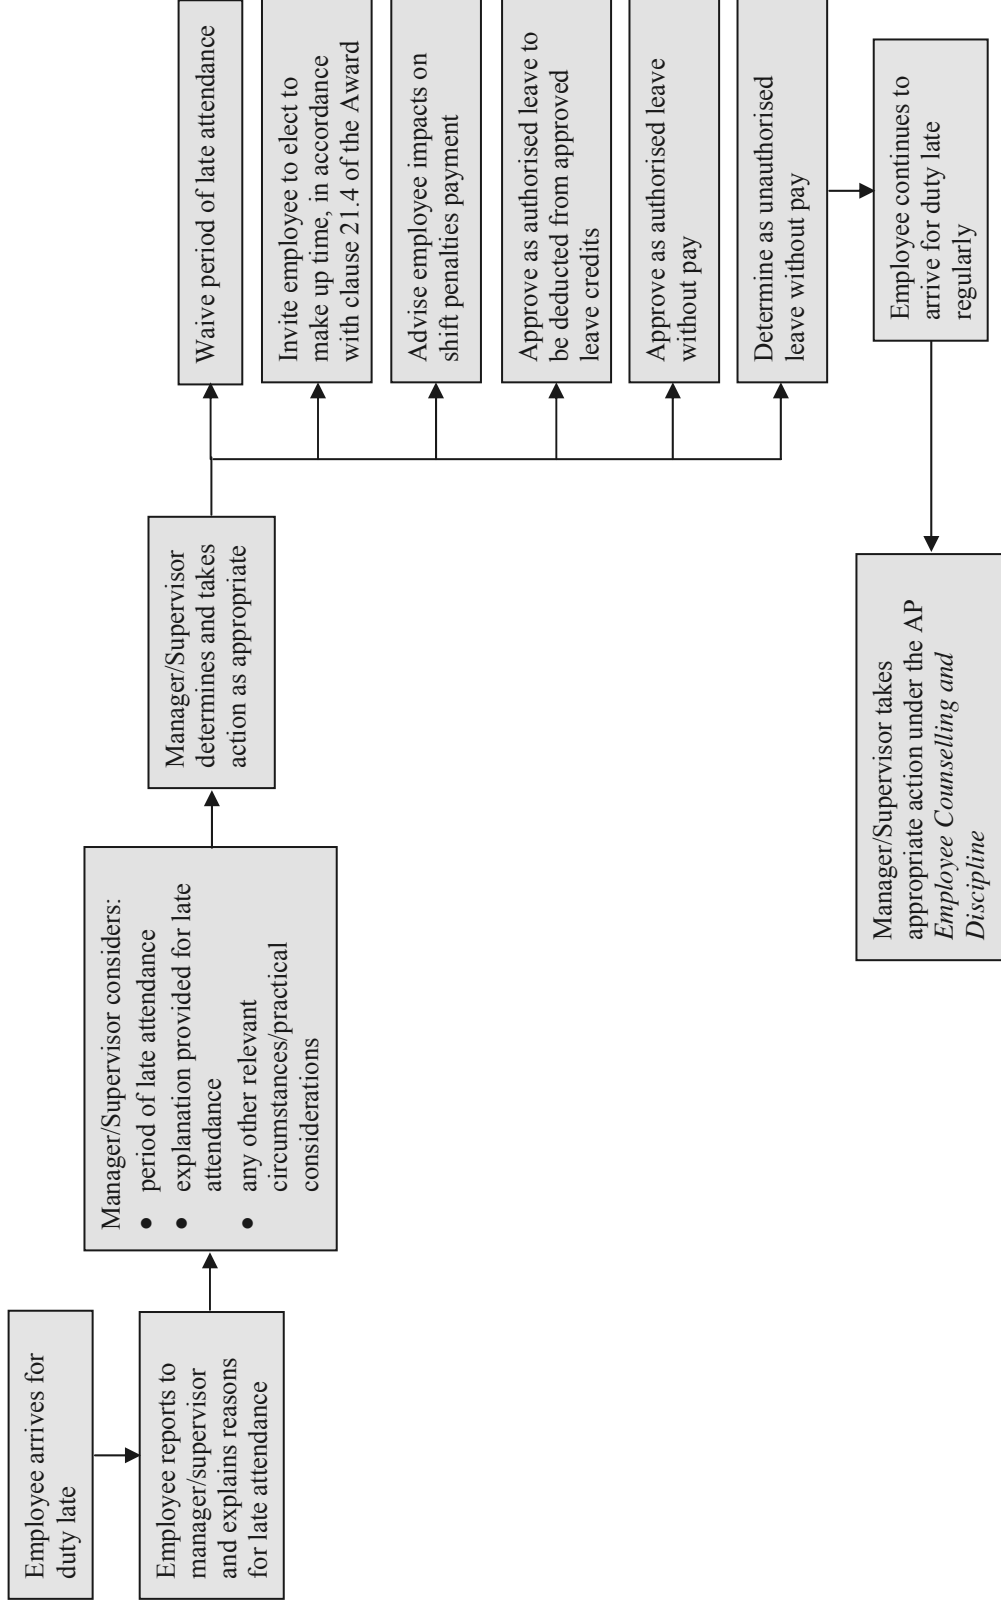 Employee arrives for
duty late
Employee reports to
manager/supervisor
and explains reasons
for late attendance
Manager/Supervisor considers:
• period of late attendance
• explanation provided for late
attendance
• any other relevant
circumstances/practical
considerations
Manager/Supervisor
determines and takes
action as appropriate
Waive period of late attendance
Invite employee to elect to
make up time, in accordance
with clause 21.4 of the Award
Advise employee impacts on
shift penalties payment
Approve as authorised leave to
be deducted from approved
leave credits
Approve as authorised leave
without pay
Determine as unauthorised
leave without pay
Employee continues to
arrive for duty late
regularly
Manager/Supervisor takes
appropriate action under the AP
Employee Counselling and
Discipline